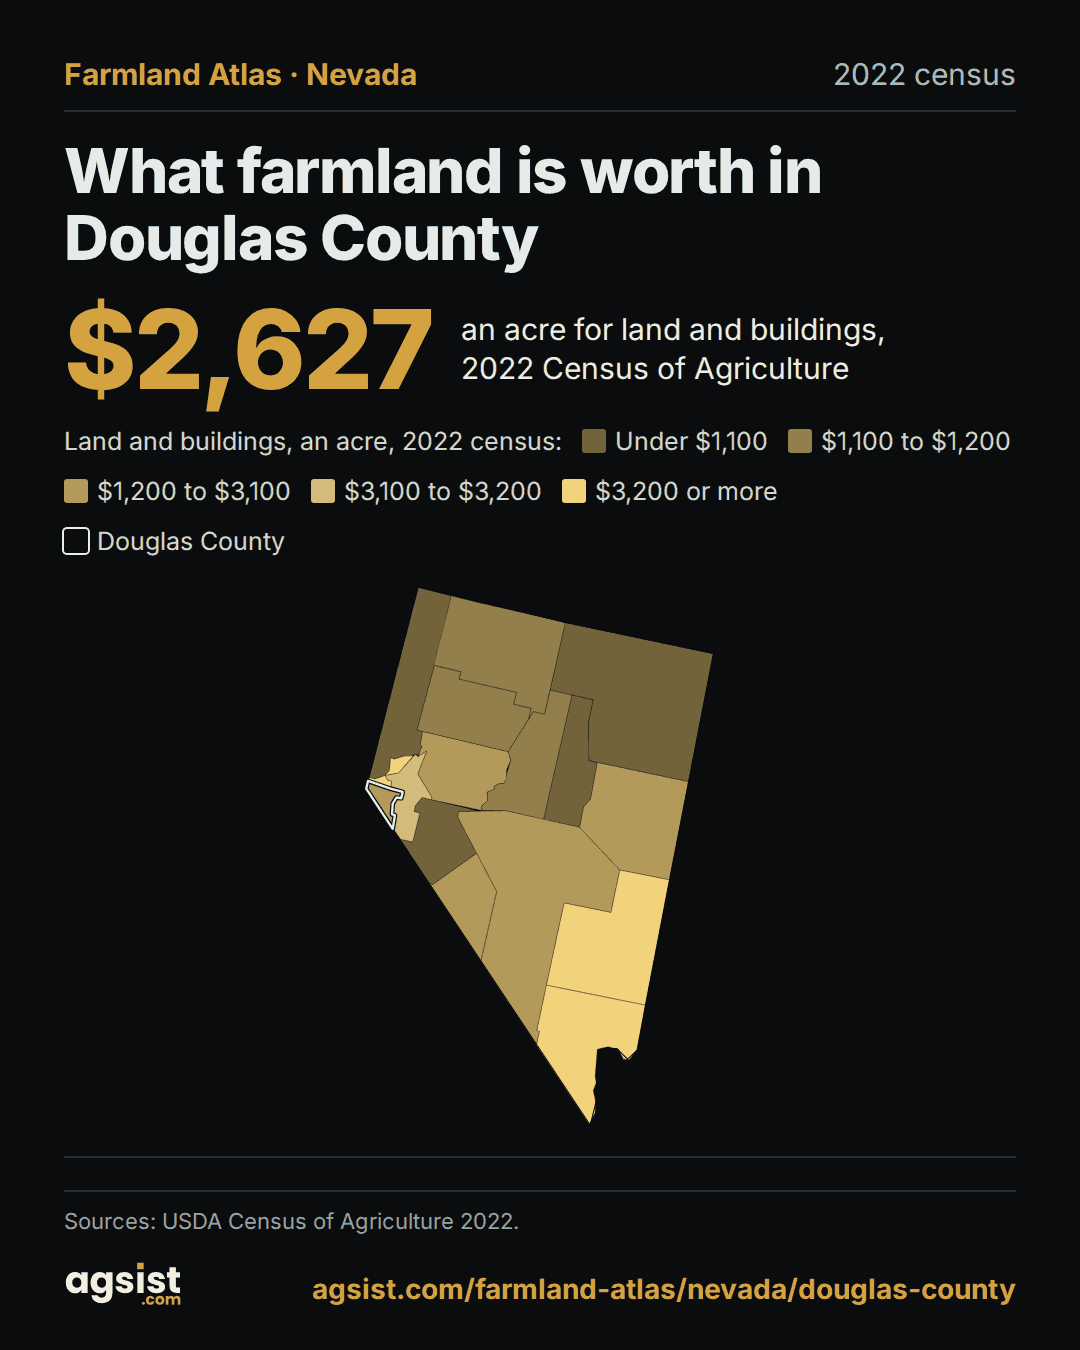 Farmland Atlas · Nevada
2022 census
What farmland is worth in
Douglas County
$2,627
an acre for land and buildings,
2022 Census of Agriculture
Land and buildings, an acre, 2022 census: Under $1,100 $1,100 to $1,200
$1,200 to $3,100 $3,100 to $3,200 $3,200 or more
Douglas County
Sources: USDA Census of Agriculture 2022.
agsist
.com
agsist.com/farmland-atlas/nevada/douglas-county